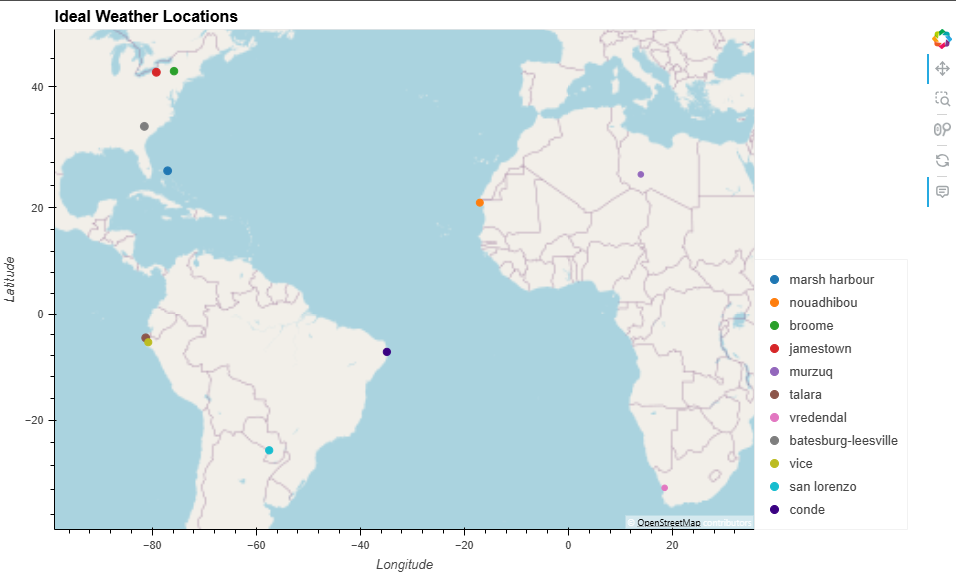 Ideal Weather Locations
40
20
0
−20
Latitude
−80
−60
−40
−20
0
20
Longitude
© OpenStreetMap contributors
marsh harbour
nouadhibou
broome
jamestown
murzuq
talara
vredendal
batesburg-leesville
vice
san lorenzo
conde